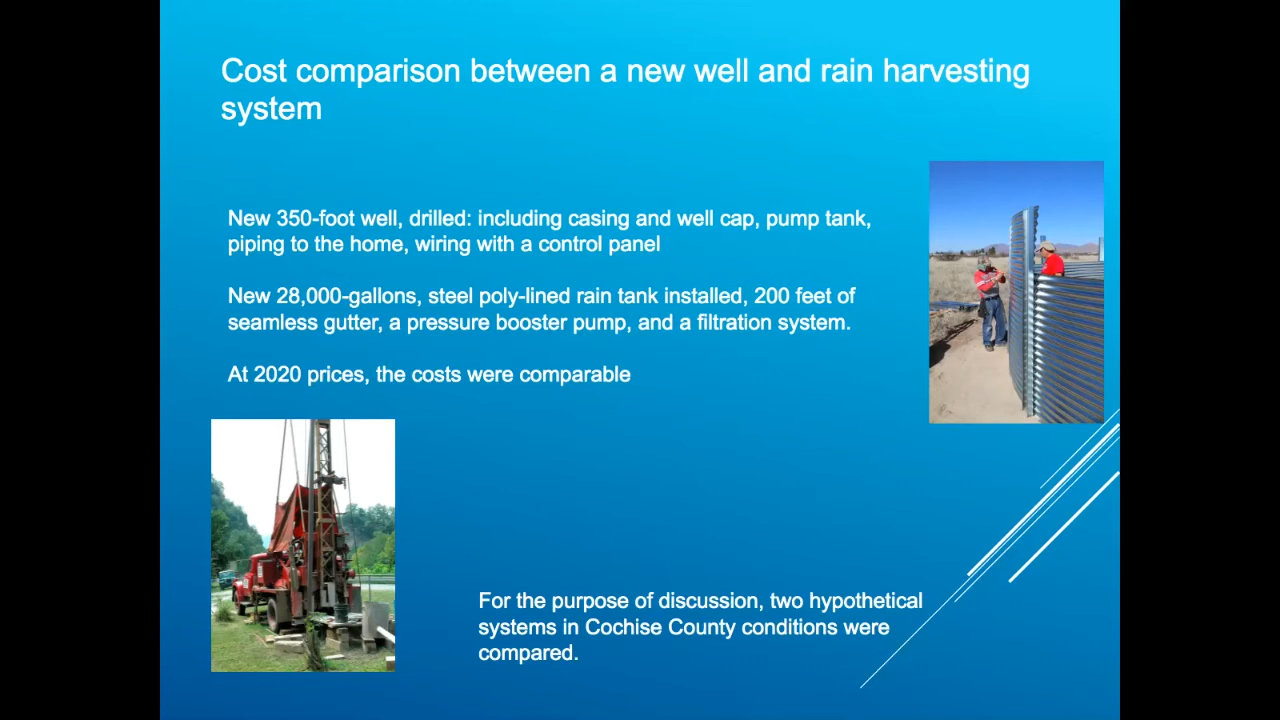 Cost comparison between a new well and rain harvesting
system
New 350-foot well, drilled: including casing and well cap, pump tank,
piping to the home, wiring with a control panel
New 28,000-gallons, steel poly-lined rain tank installed, 200 feet of
seamless gutter, a pressure booster pump, and a filtration system.
At 2020 prices, the costs were comparable
For the purpose of discussion, two hypothetical
systems in Cochise County conditions were
compared.